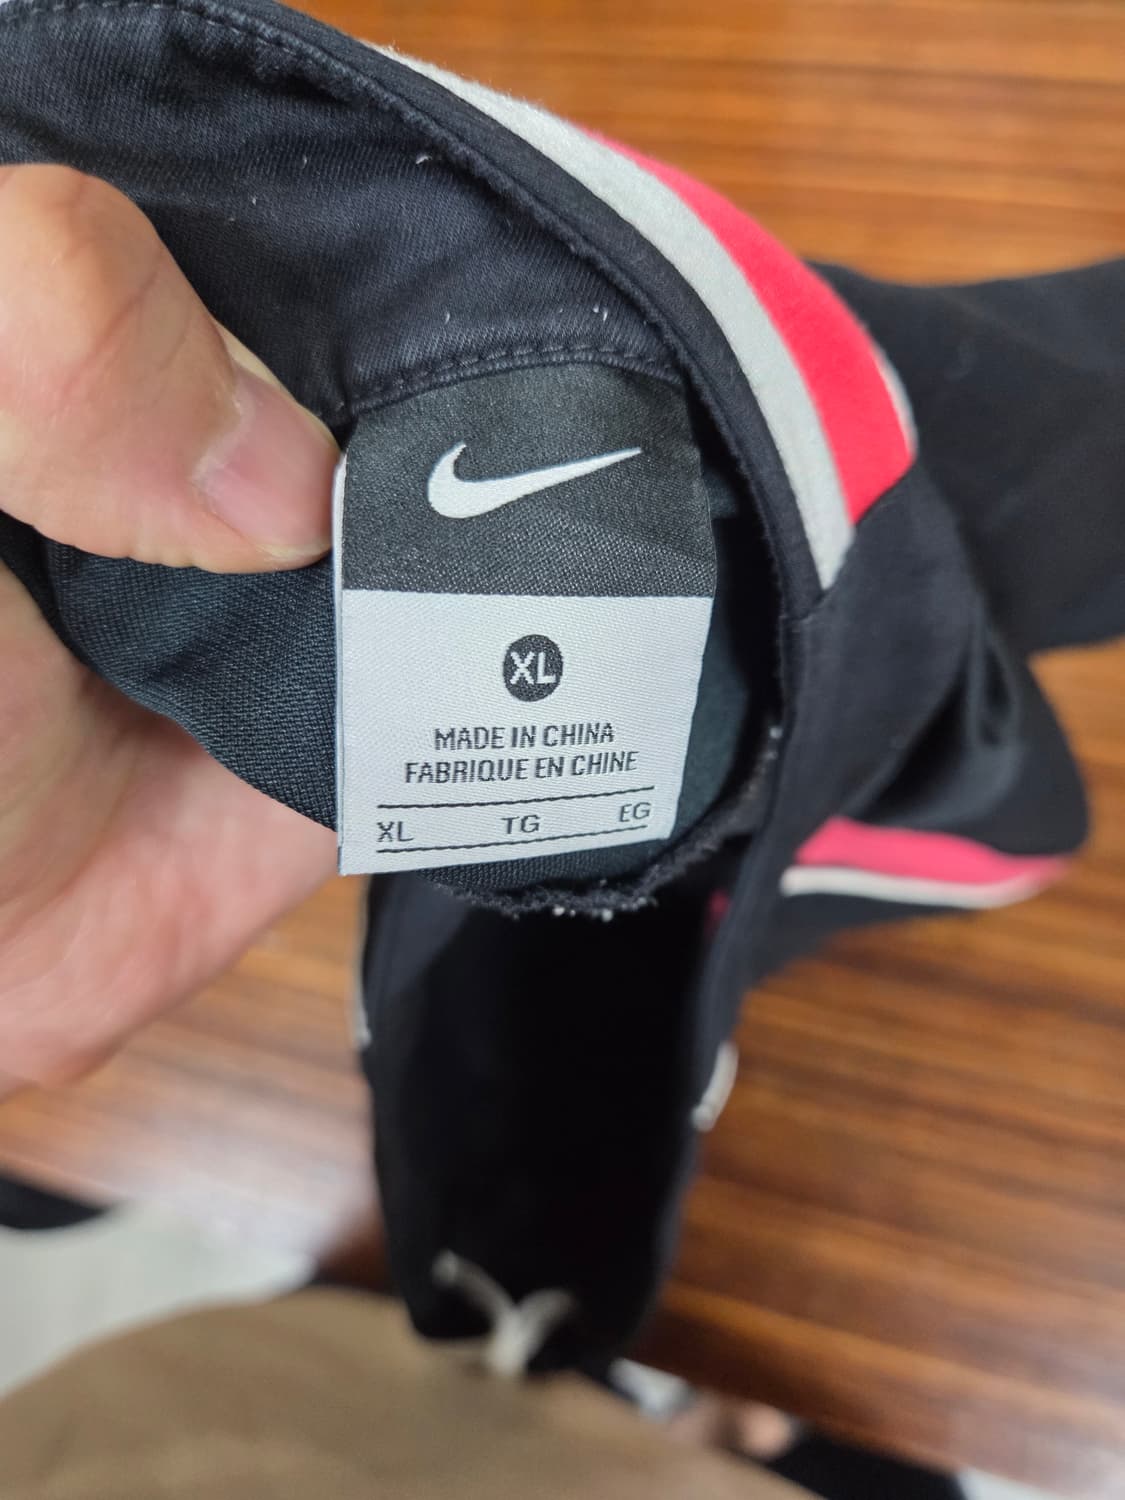 XL
MADE IN CHINA
FABRIQUE EN CHINE
XL TG EG